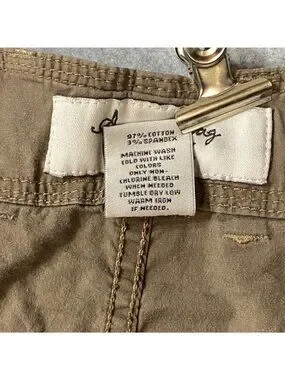 97% COTTON
3% SPANDEX
MACHINE WASH
COLD WITH LIKE
COLORS
ONLY NON-
CHLORINE BLEACH
WHEN NEEDED
TUMBLE DRY LOW
WARM IRON
IF NEEDED.